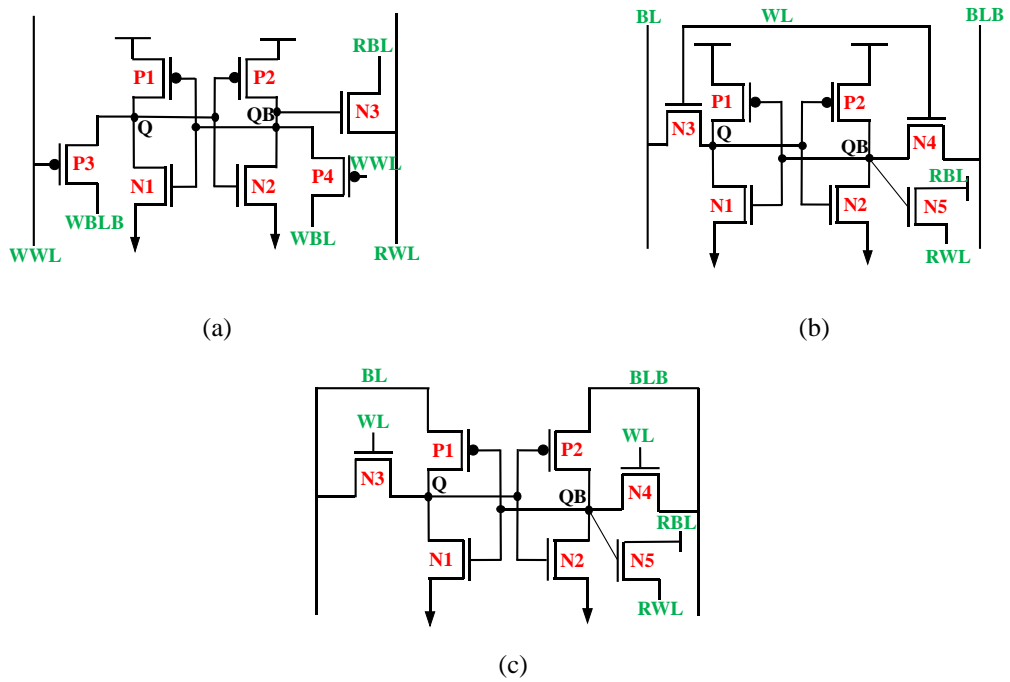 RBL
P1
P2
N3
Q
QB
P3
N1
N2
P4
WWL
WBLB
WBL
WWL
RWL
(a)
BL
WL
BLB
P1
P2
N3
Q
N4
QB
RBL
N1
N2
N5
RWL
(b)
BL
BLB
WL
WL
P1
P2
N3
Q
N4
QB
RBL
N1
N2
N5
RWL
(c)